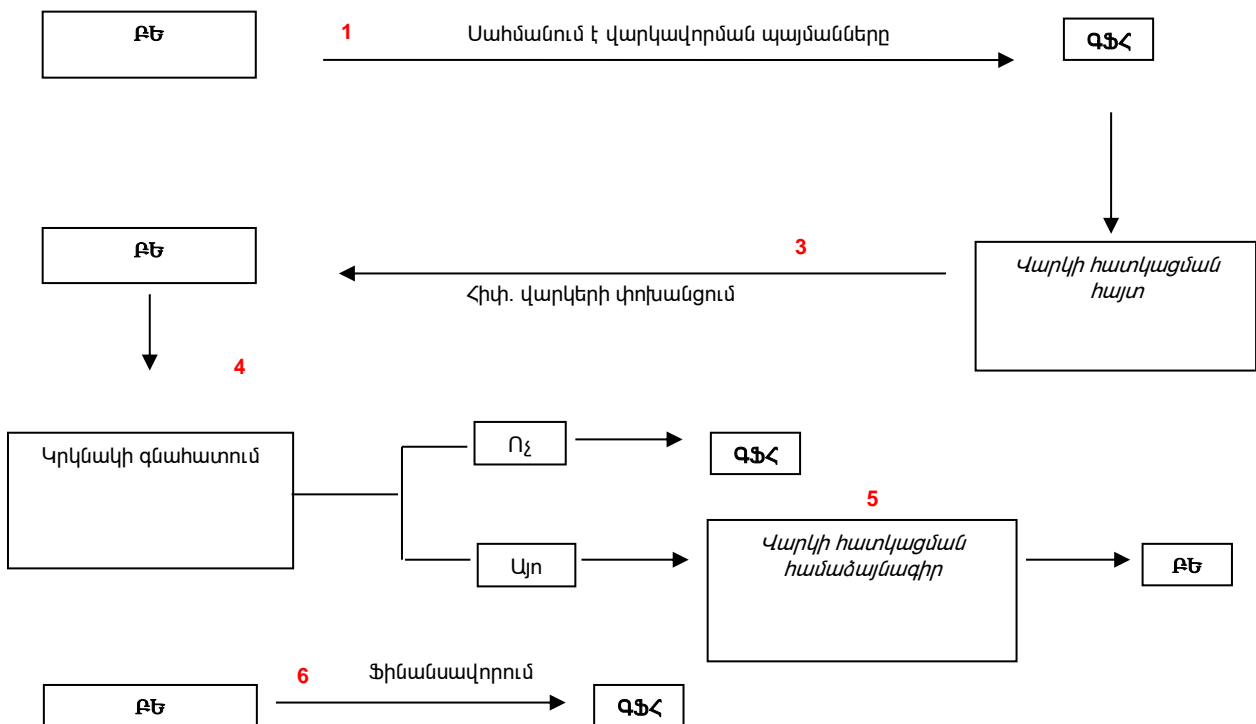 ԲԵ
1
Սահմանում է վարկավորման պայմանները
ԳՖՀ
ԲԵ
3
Հիփ. վարկերի փոխանցում
Վարկի հատկացման
հայտ
4
Կրկնակի գնահատում
Ոչ
ԳՖՀ
Այո
5
Վարկի հատկացման
համաձայնագիր
ԲԵ
ԲԵ
6
Ֆինանսավորում
ԳՖՀ